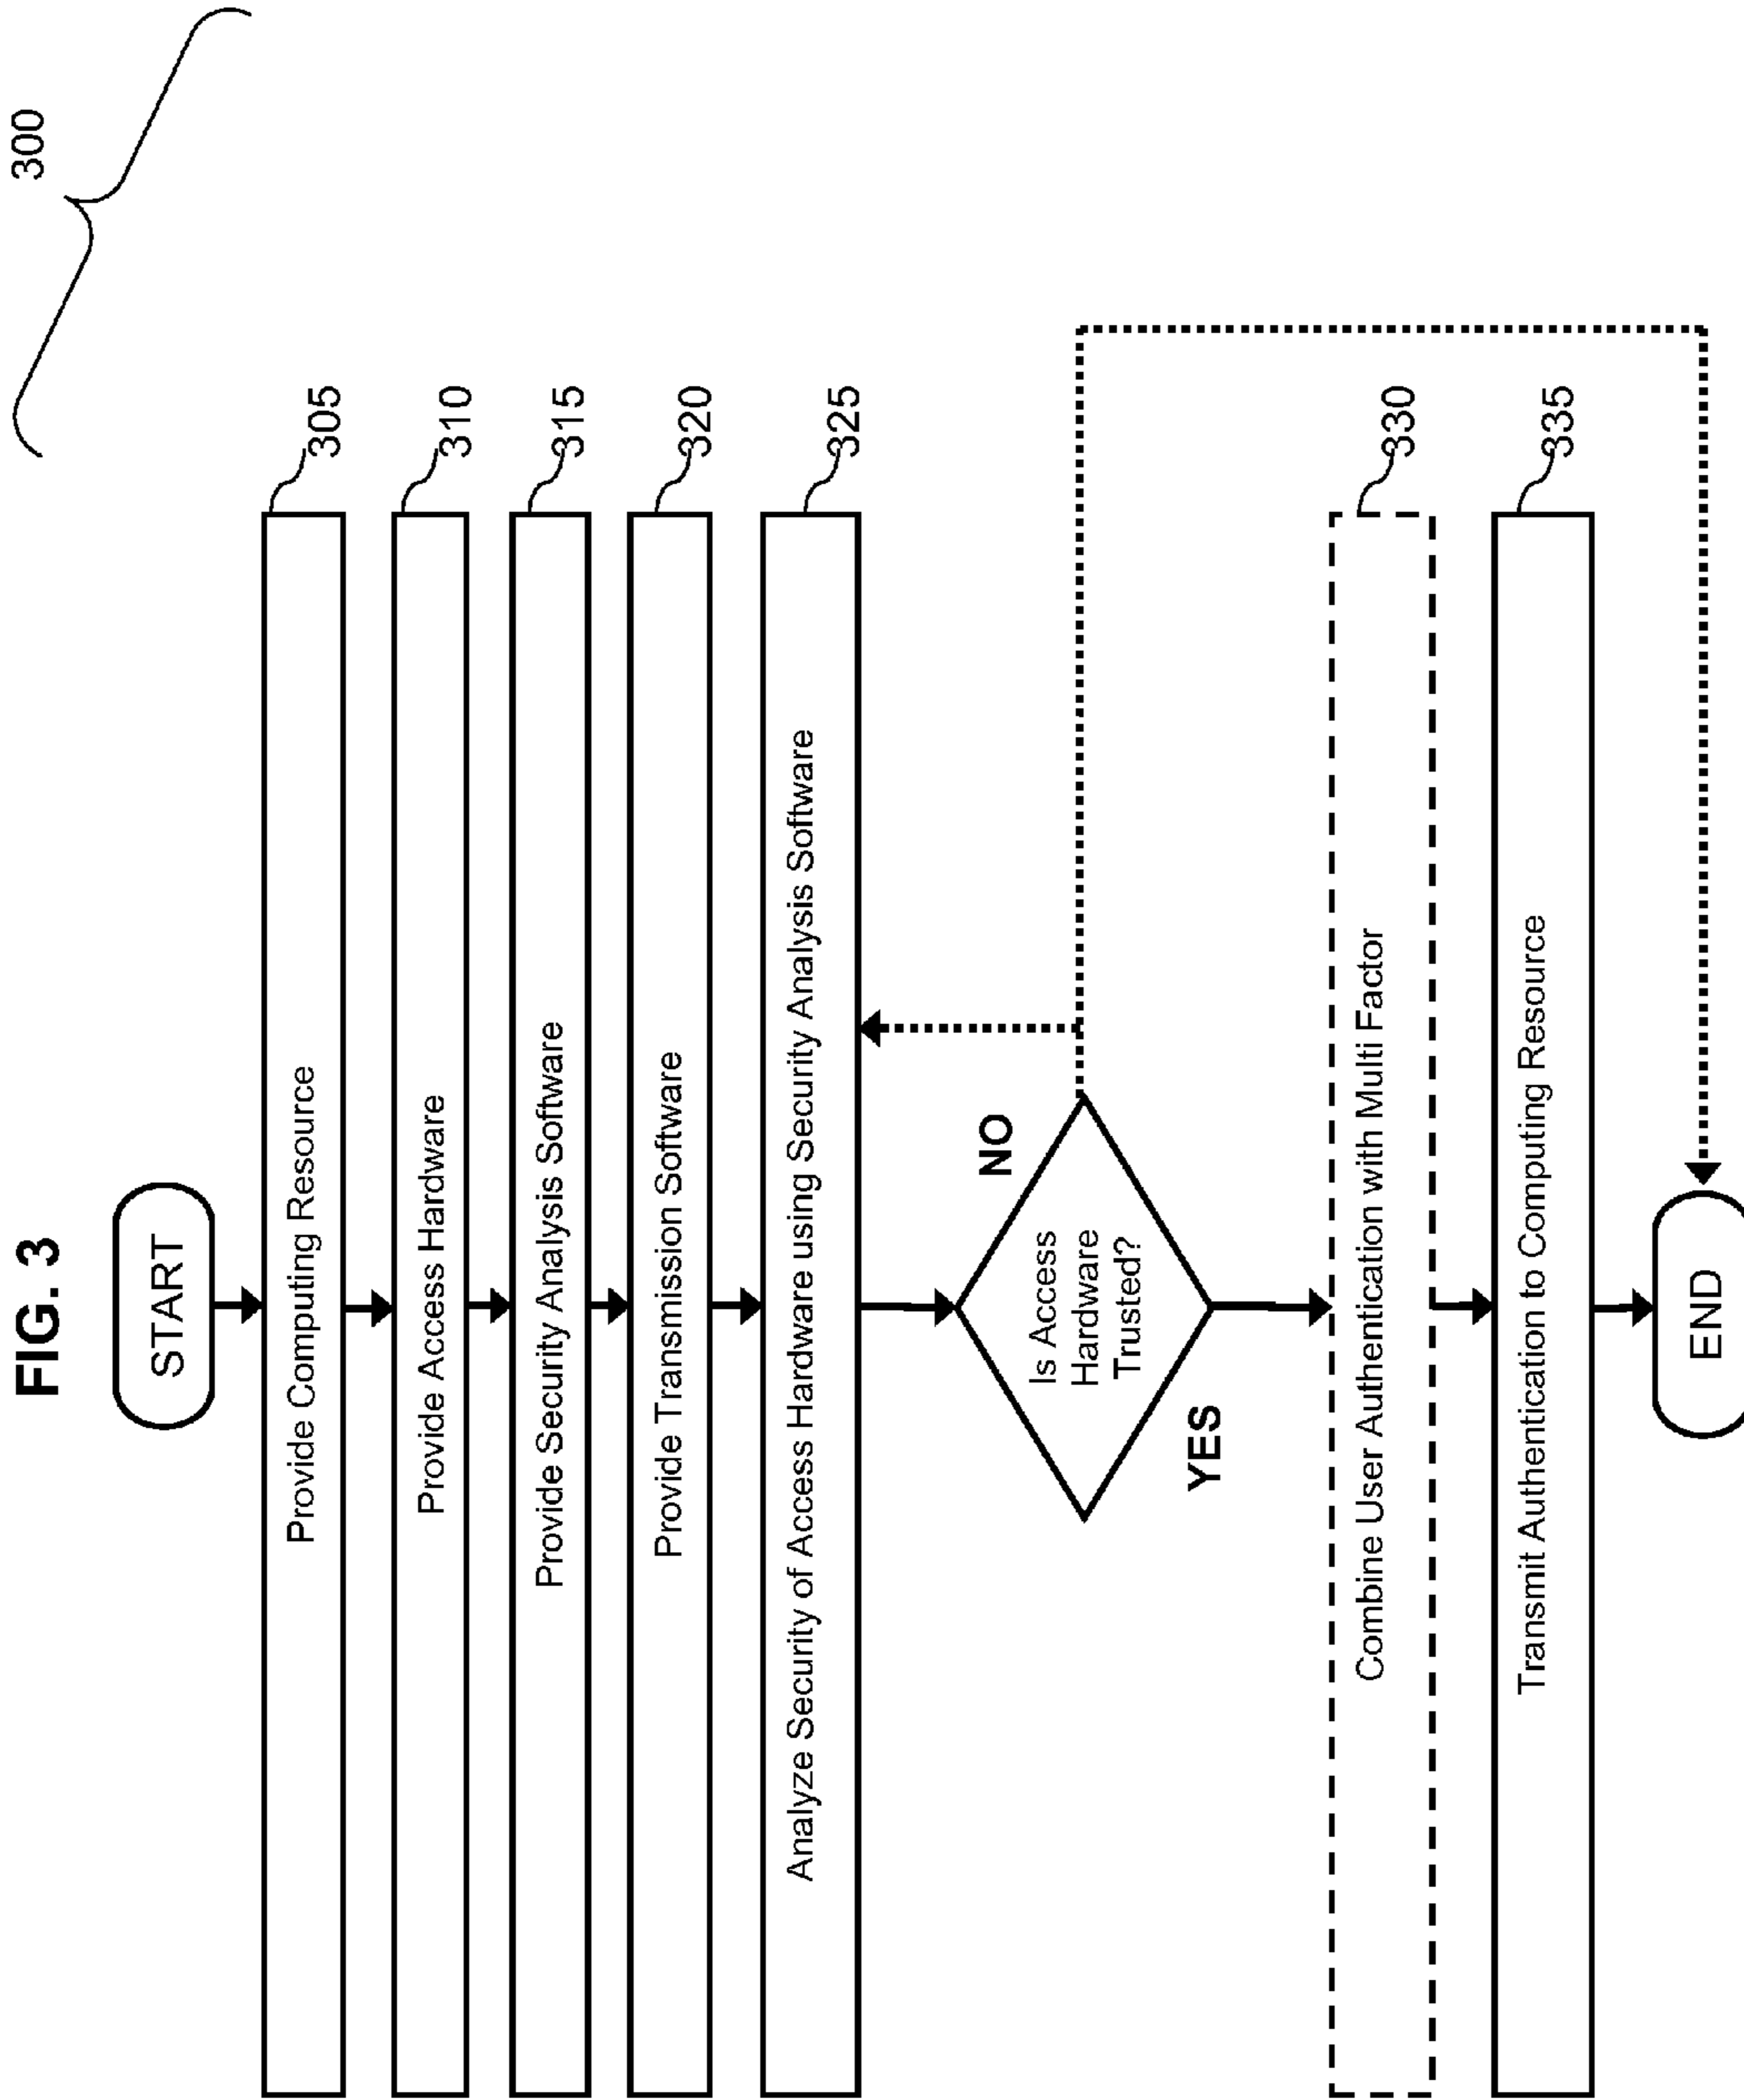 FIG. 3
300
START
Provide Computing Resource
305
Provide Access Hardware
310
Provide Security Analysis Software
315
Provide Transmission Software
320
Analyze Security of Access Hardware using Security Analysis Software
325
Is Access
Hardware
Trusted?
NO
YES
Combine User Authentication with Multi Factor
330
Transmit Authentication to Computing Resource
335
END